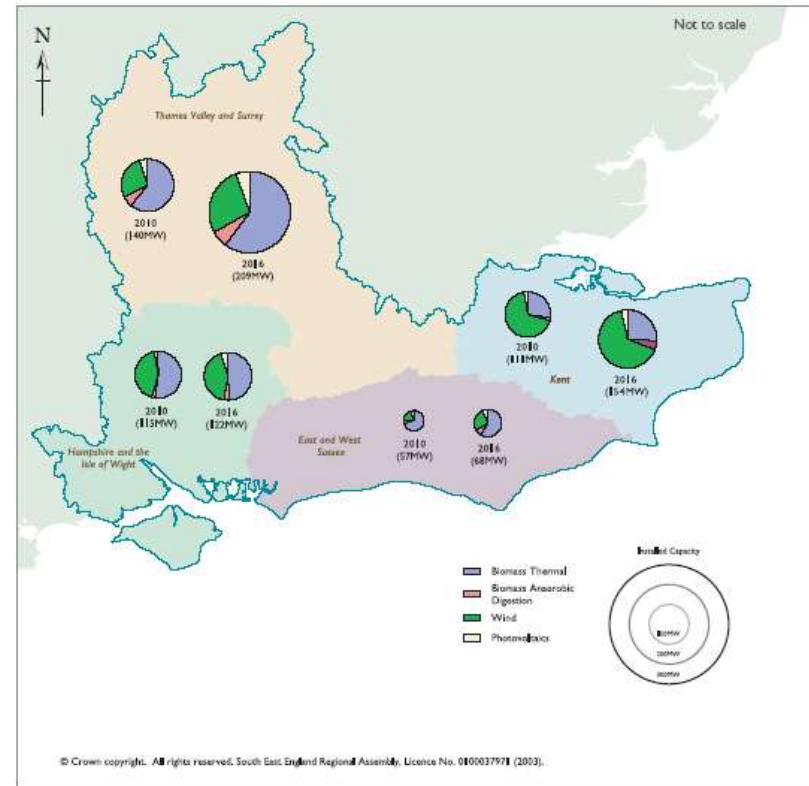 Not to scale
N
Thames Valley and Surrey
2010
(140MW)
2016
(209MW)
2010
(111MW)
Kent
2016
(154MW)
2010
(115MW)
2016
(122MW)
Hampshire and the
Isle of Wight
East and West
Sussex
2010
(57MW)
2016
(68MW)
Installed Capacity
Biomass Thermal
Biomass Anaerobic
Digestion
Wind
Photovoltaics
100MW
200MW
300MW
© Crown copyright. All rights reserved. South East England Regional Assembly. Licence No. 0100037971 (2003).